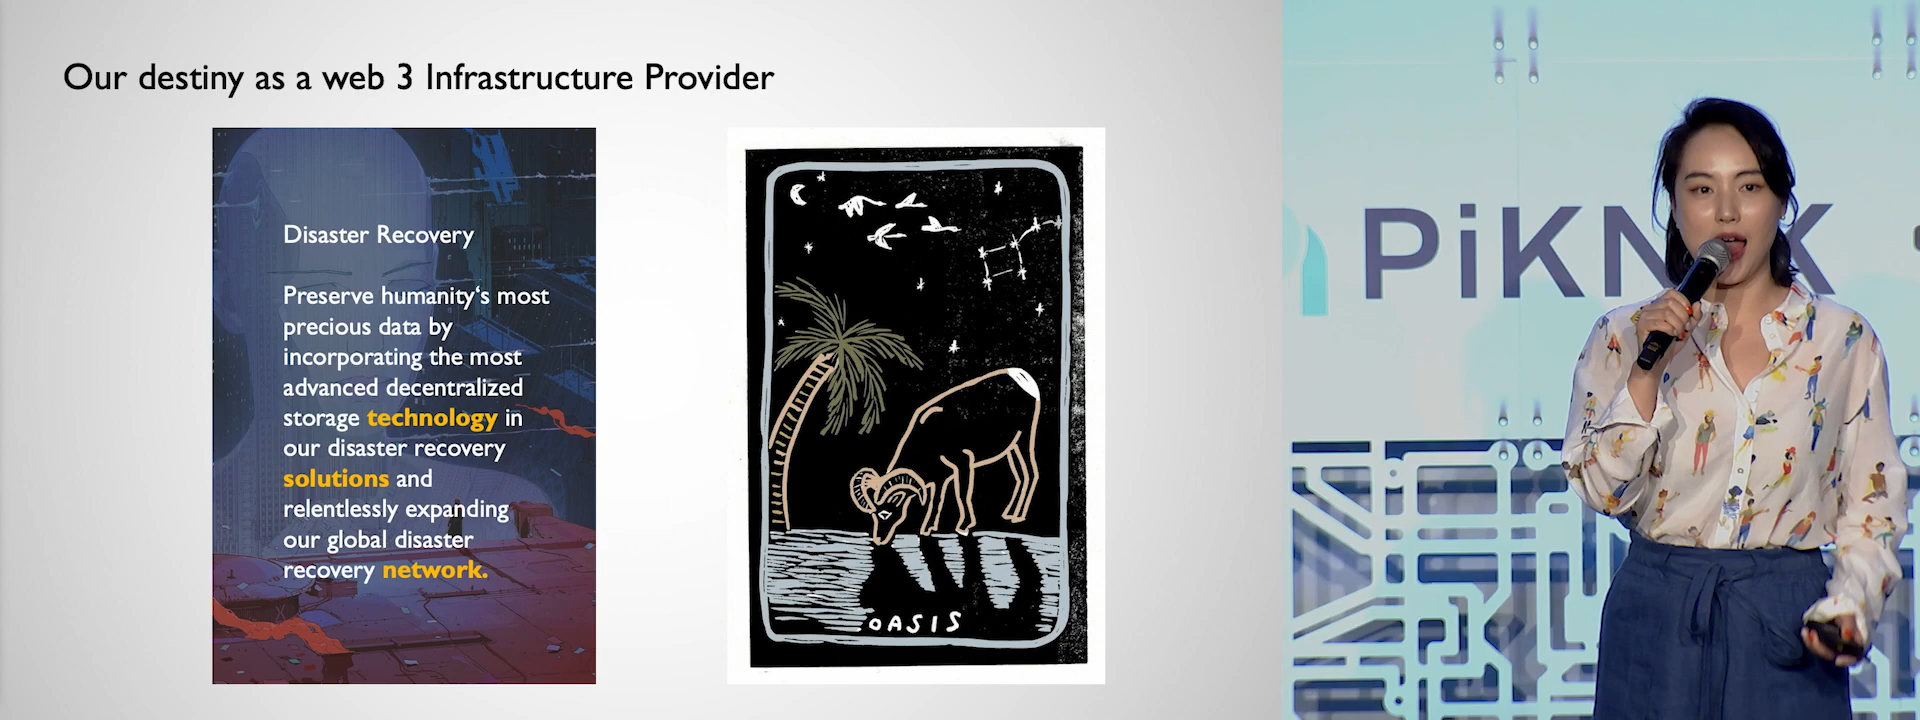 Our destiny as a web 3 Infrastructure Provider
Disaster Recovery
Preserve humanity‘s most
precious data by
incorporating the most
advanced decentralized
storage technology in
our disaster recovery
solutions and
relentlessly expanding
our global disaster
recovery network.
OASIS